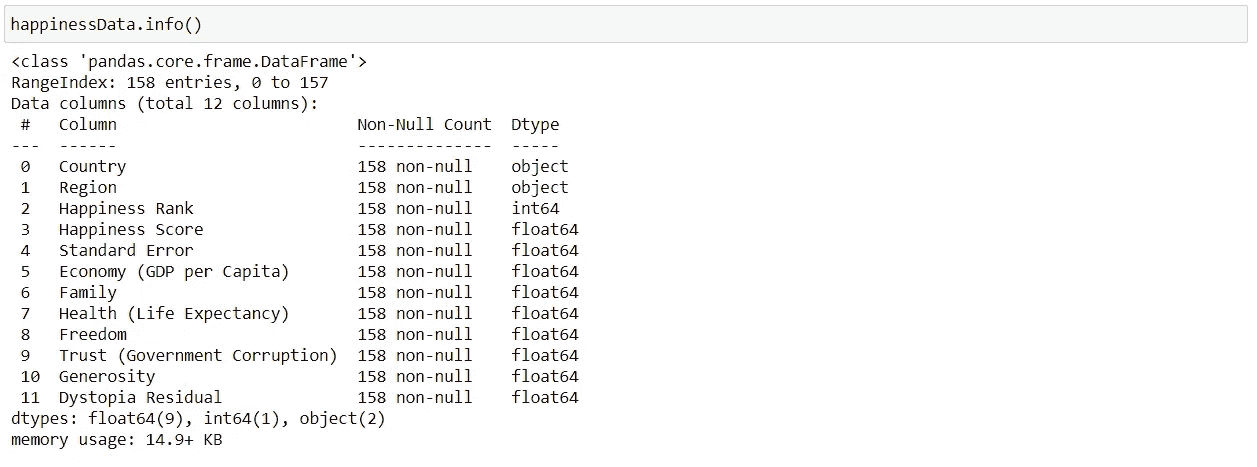 happinessData.info()
<class 'pandas.core.frame.DataFrame'>
RangeIndex: 158 entries, 0 to 157
Data columns (total 12 columns):
 #   Column                         Non-Null Count  Dtype
---  ------                         --------------  -----
 0   Country                        158 non-null    object
 1   Region                         158 non-null    object
 2   Happiness Rank                 158 non-null    int64
 3   Happiness Score                158 non-null    float64
 4   Standard Error                 158 non-null    float64
 5   Economy (GDP per Capita)       158 non-null    float64
 6   Family                         158 non-null    float64
 7   Health (Life Expectancy)       158 non-null    float64
 8   Freedom                        158 non-null    float64
 9   Trust (Government Corruption)  158 non-null    float64
 10  Generosity                     158 non-null    float64
 11  Dystopia Residual              158 non-null    float64
dtypes: float64(9), int64(1), object(2)
memory usage: 14.9+ KB